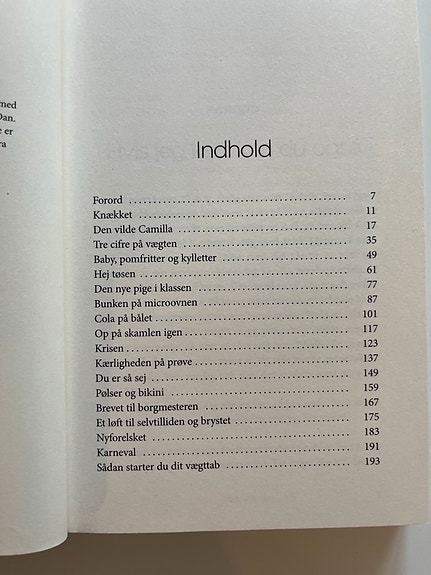 med
Dan.
e er
ra
Indhold
Forord ........................................ 7
Knækket ........................................ 11
Den vilde Camilla ........................................ 17
Tre cifre på vægten ........................................ 35
Baby, pomfritter og kylletter ........................................ 49
Hej tøsen ........................................ 61
Den nye pige i klassen ........................................ 77
Bunken på microovnen ........................................ 87
Cola på bålet ........................................ 101
Op på skamlen igen ........................................ 117
Krisen ........................................ 123
Kærligheden på prøve ........................................ 137
Du er så sej ........................................ 149
Pølser og bikini ........................................ 159
Brevet til borgmesteren ........................................ 167
Et løft til selvtilliden og brystet ........................................ 175
Nyforelsket ........................................ 183
Karneval ........................................ 191
Sådan starter du dit vægttab ........................................ 193